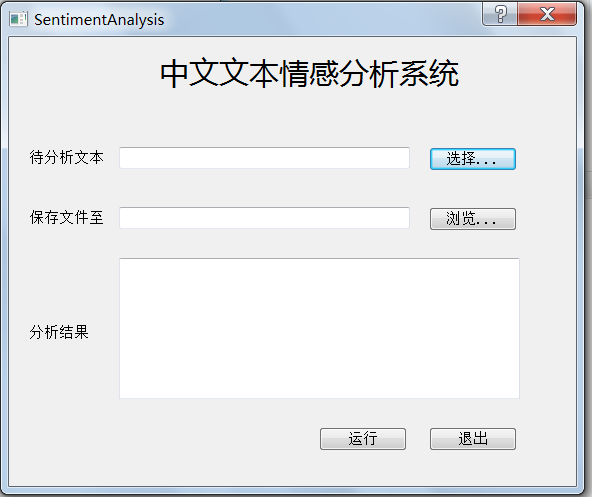 SentimentAnalysis
中文文本情感分析系统
待分析文本
选择...
保存文件至
浏览...
分析结果
运行
退出